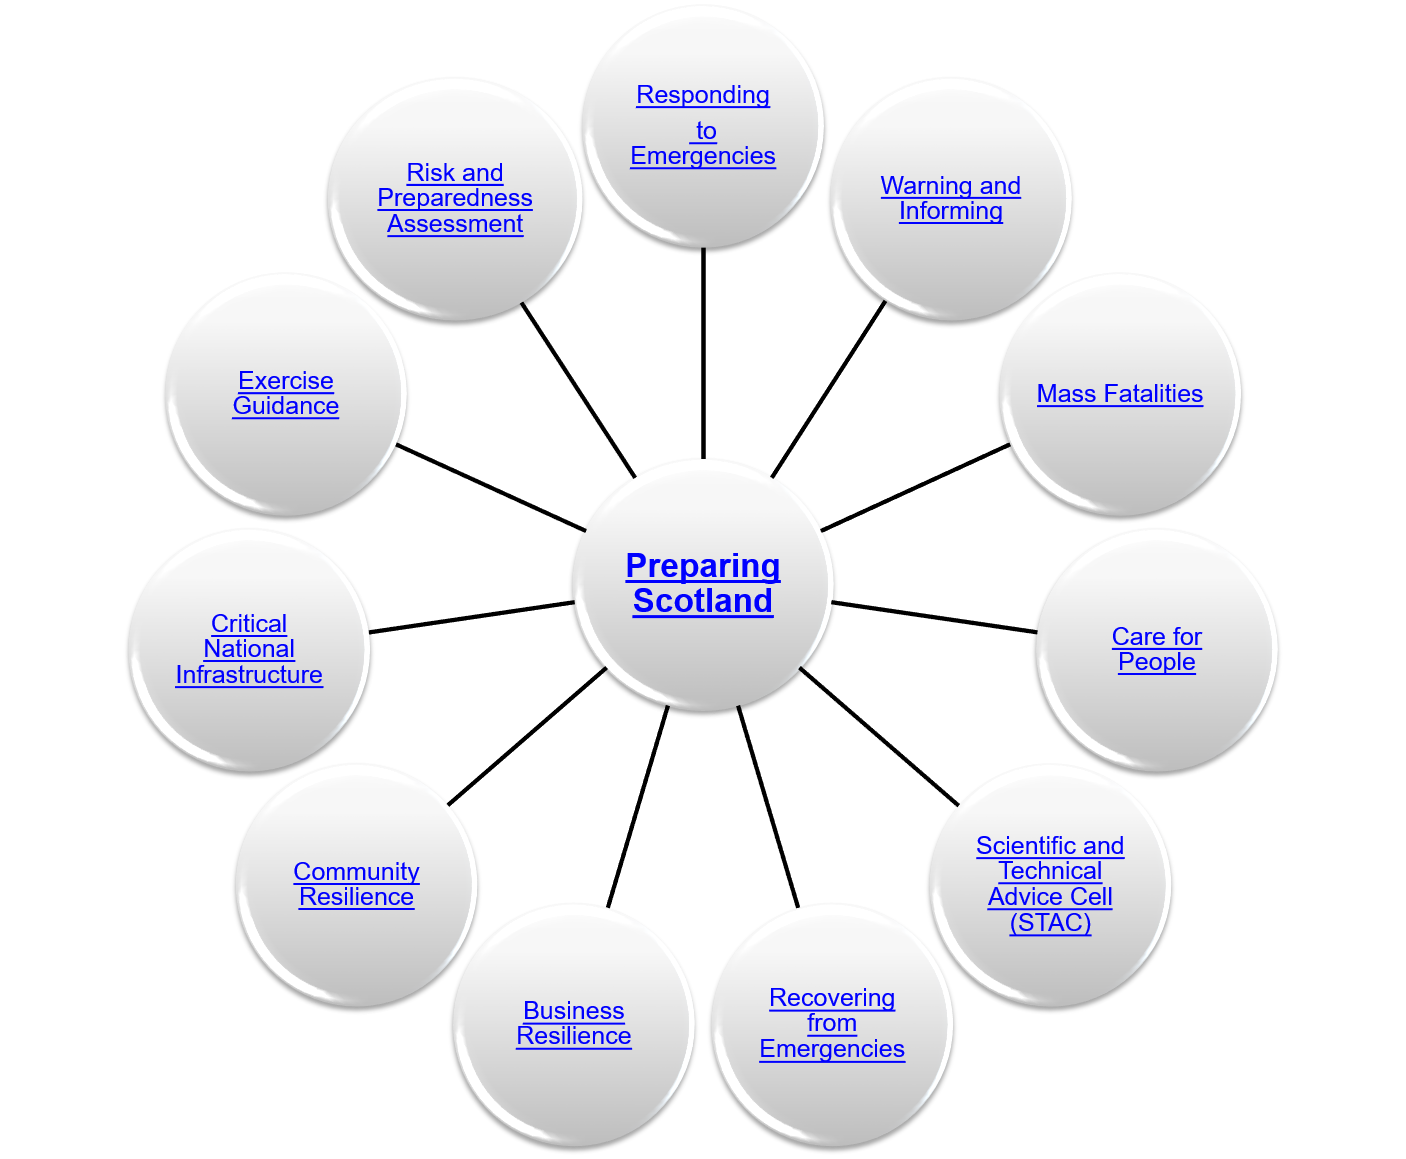 Responding
to
Emergencies
Warning and
Informing
Mass Fatalities
Care for
People
Scientific and
Technical
Advice Cell
(STAC)
Recovering
from
Emergencies
Business
Resilience
Community
Resilience
Critical
National
Infrastructure
Exercise
Guidance
Risk and
Preparedness
Assessment
Preparing
Scotland